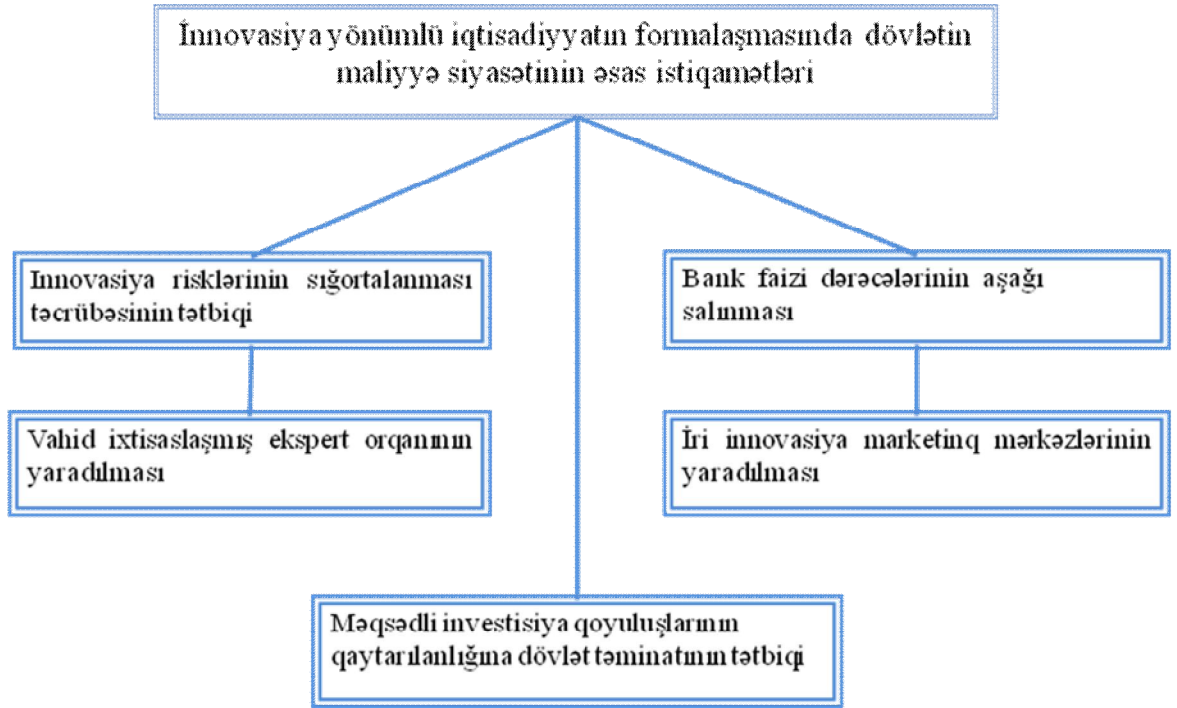 İnnovasiya yönümlü iqtisadiyyatın formalaşmasında dövlətin
maliyyə siyasətinin əsas istiqamətləri
Innovasiya risklərinin sığortalanması
təcrübəsinin tətbiqi
Bank faizi dərəcələrinin aşağı
salınması
Vahid ixtisaslaşmış ekspert orqanının
yaradılması
İri innovasiya marketinq mərkəzlərinin
yaradılması
Məqsədli investisiya qoyuluşlarının
qaytarılanlığına dövlət təminatının tətbiqi